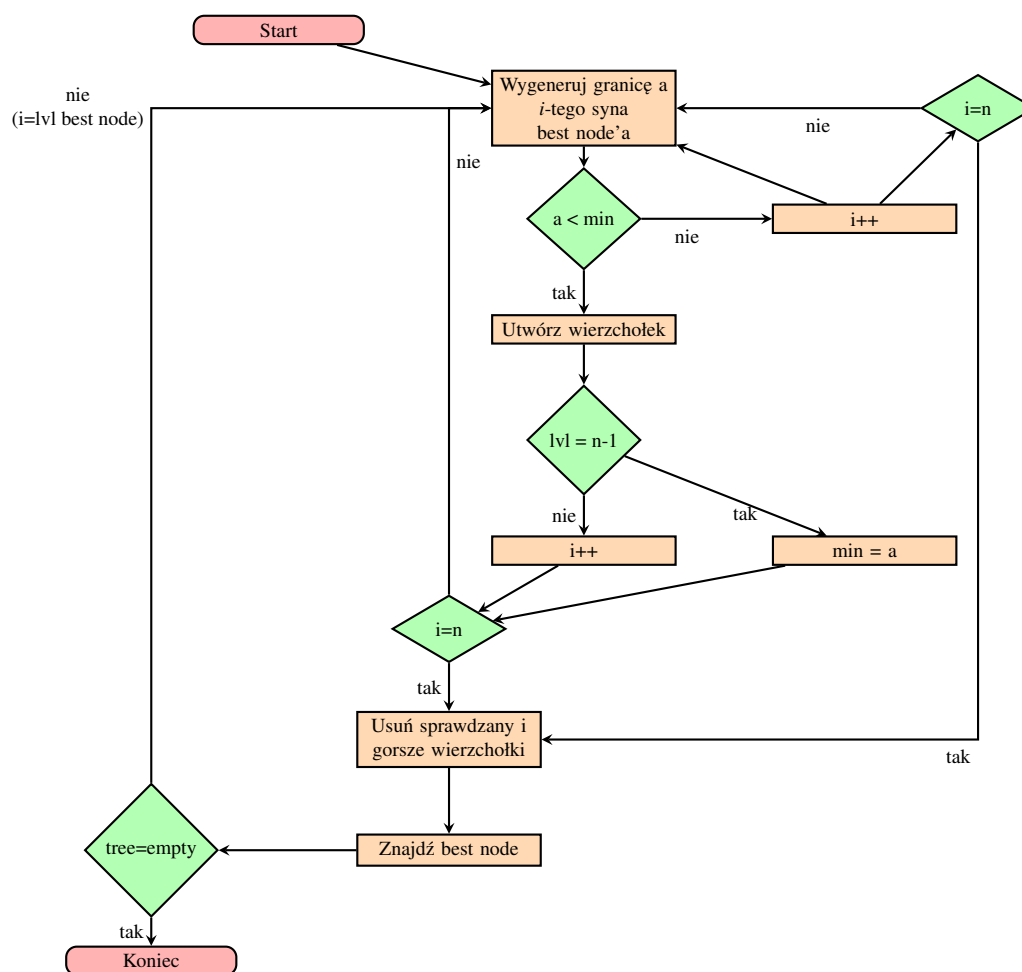 Start
Wygeneruj granicę a
i-tego syna
best node'a
i=n
nie
nie
(i=lvl best node)
nie
a < min
nie
i++
tak
Utwórz wierzchołek
lvl = n-1
nie
tak
i++
min = a
i=n
tak
Usuń sprawdzany i
gorsze wierzchołki
tak
tree=empty
Znajdź best node
tak
Koniec